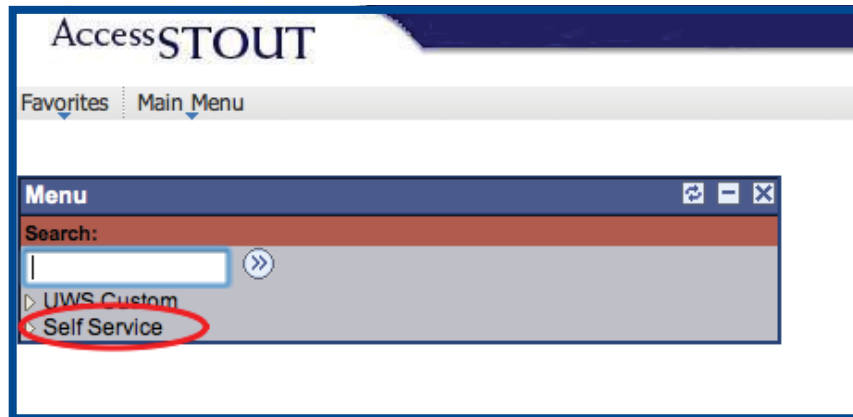 AccessSTOUT
Favorites Main Menu
Menu
Search:
UWS Custom
Self Service